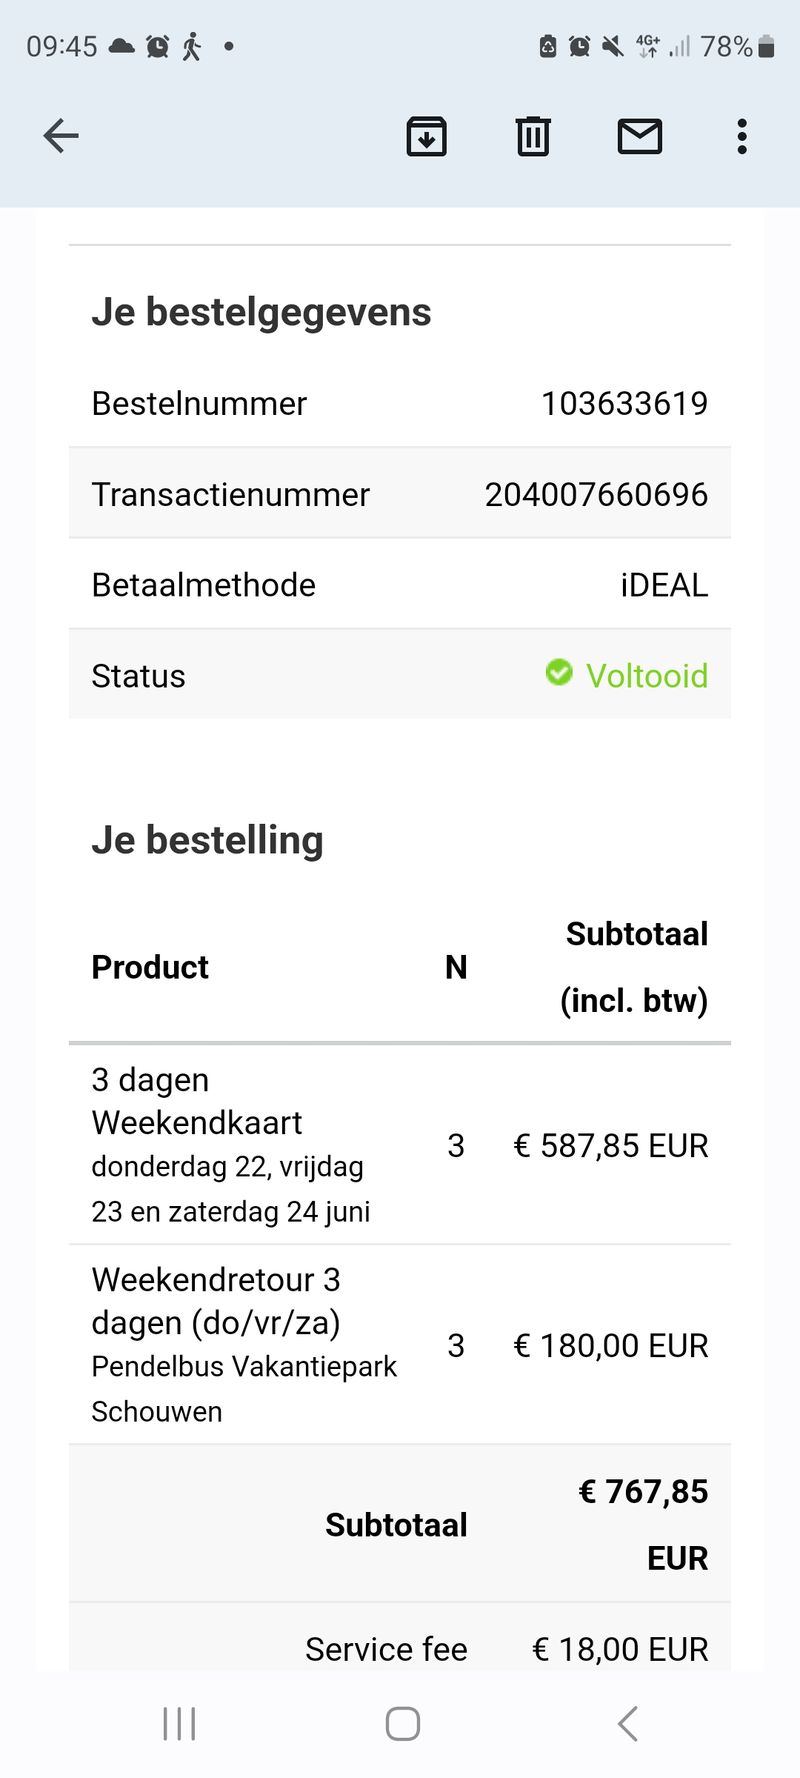 09:45
4G+
78%
Je bestelgegevens
Bestelnummer 103633619
Transactienummer 204007660696
Betaalmethode iDEAL
Status Voltooid
Je bestelling
Product N Subtotaal (incl. btw)
3 dagen
Weekendkaart
donderdag 22, vrijdag
23 en zaterdag 24 juni
3 € 587,85 EUR
Weekendretour 3
dagen (do/vr/za)
Pendelbus Vakantiepark
Schouwen
3 € 180,00 EUR
Subtotaal € 767,85
EUR
Service fee € 18,00 EUR